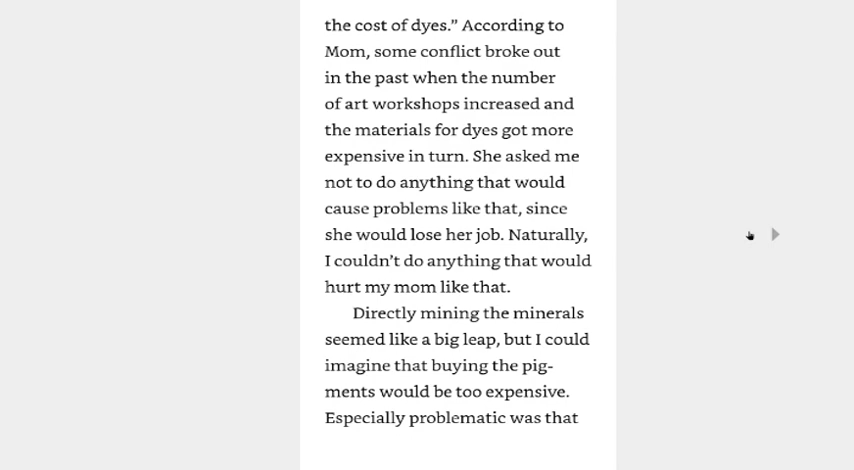 the cost of dyes.” According to
Mom, some conflict broke out
in the past when the number
of art workshops increased and
the materials for dyes got more
expensive in turn. She asked me
not to do anything that would
cause problems like that, since
she would lose her job. Naturally,
I couldn’t do anything that would
hurt my mom like that.
Directly mining the minerals
seemed like a big leap, but I could
imagine that buying the pig-
ments would be too expensive.
Especially problematic was that